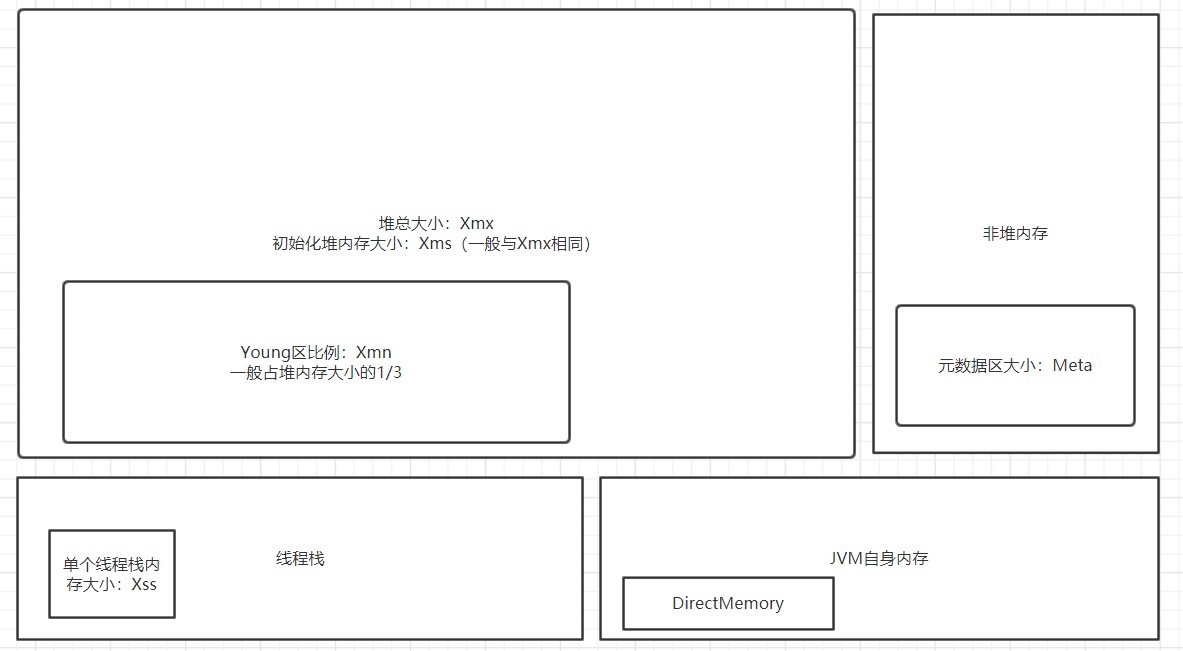 堆总大小：Xmx
初始化堆内存大小：Xms（一般与Xmx相同）
非堆内存
Young区比例：Xmn
一般占堆内存大小的1/3
元数据区大小：Meta
单个线程栈内
存大小：Xss
线程栈
JVM自身内存
DirectMemory